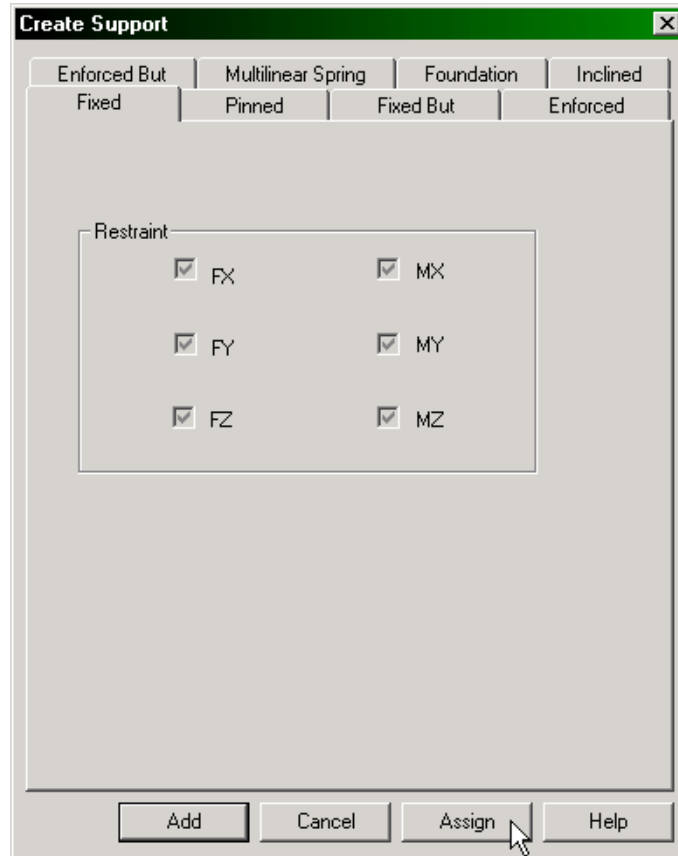 Create Support
Enforced But Multilinear Spring Foundation Inclined
Fixed Pinned Fixed But Enforced
Restraint
FX MX
FY MY
FZ MZ
Add Cancel Assign Help